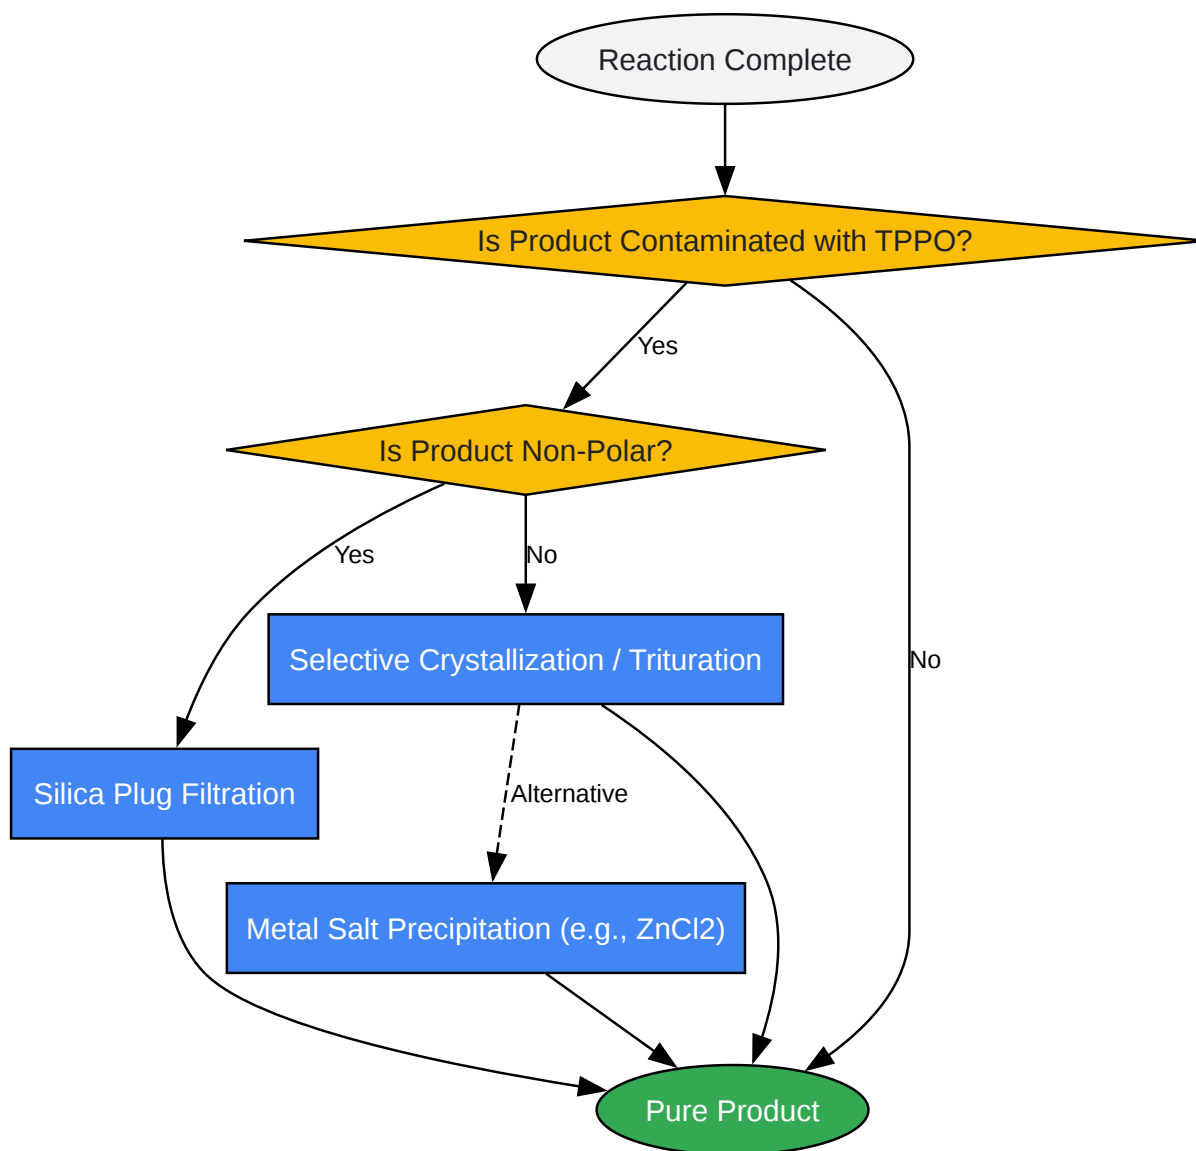 Reaction Complete
Is Product Contaminated with TPPO?
Yes
Is Product Non-Polar?
Yes
No
Selective Crystallization / Trituration
No
Silica Plug Filtration
Alternative
Metal Salt Precipitation (e.g., ZnCl2)
Pure Product